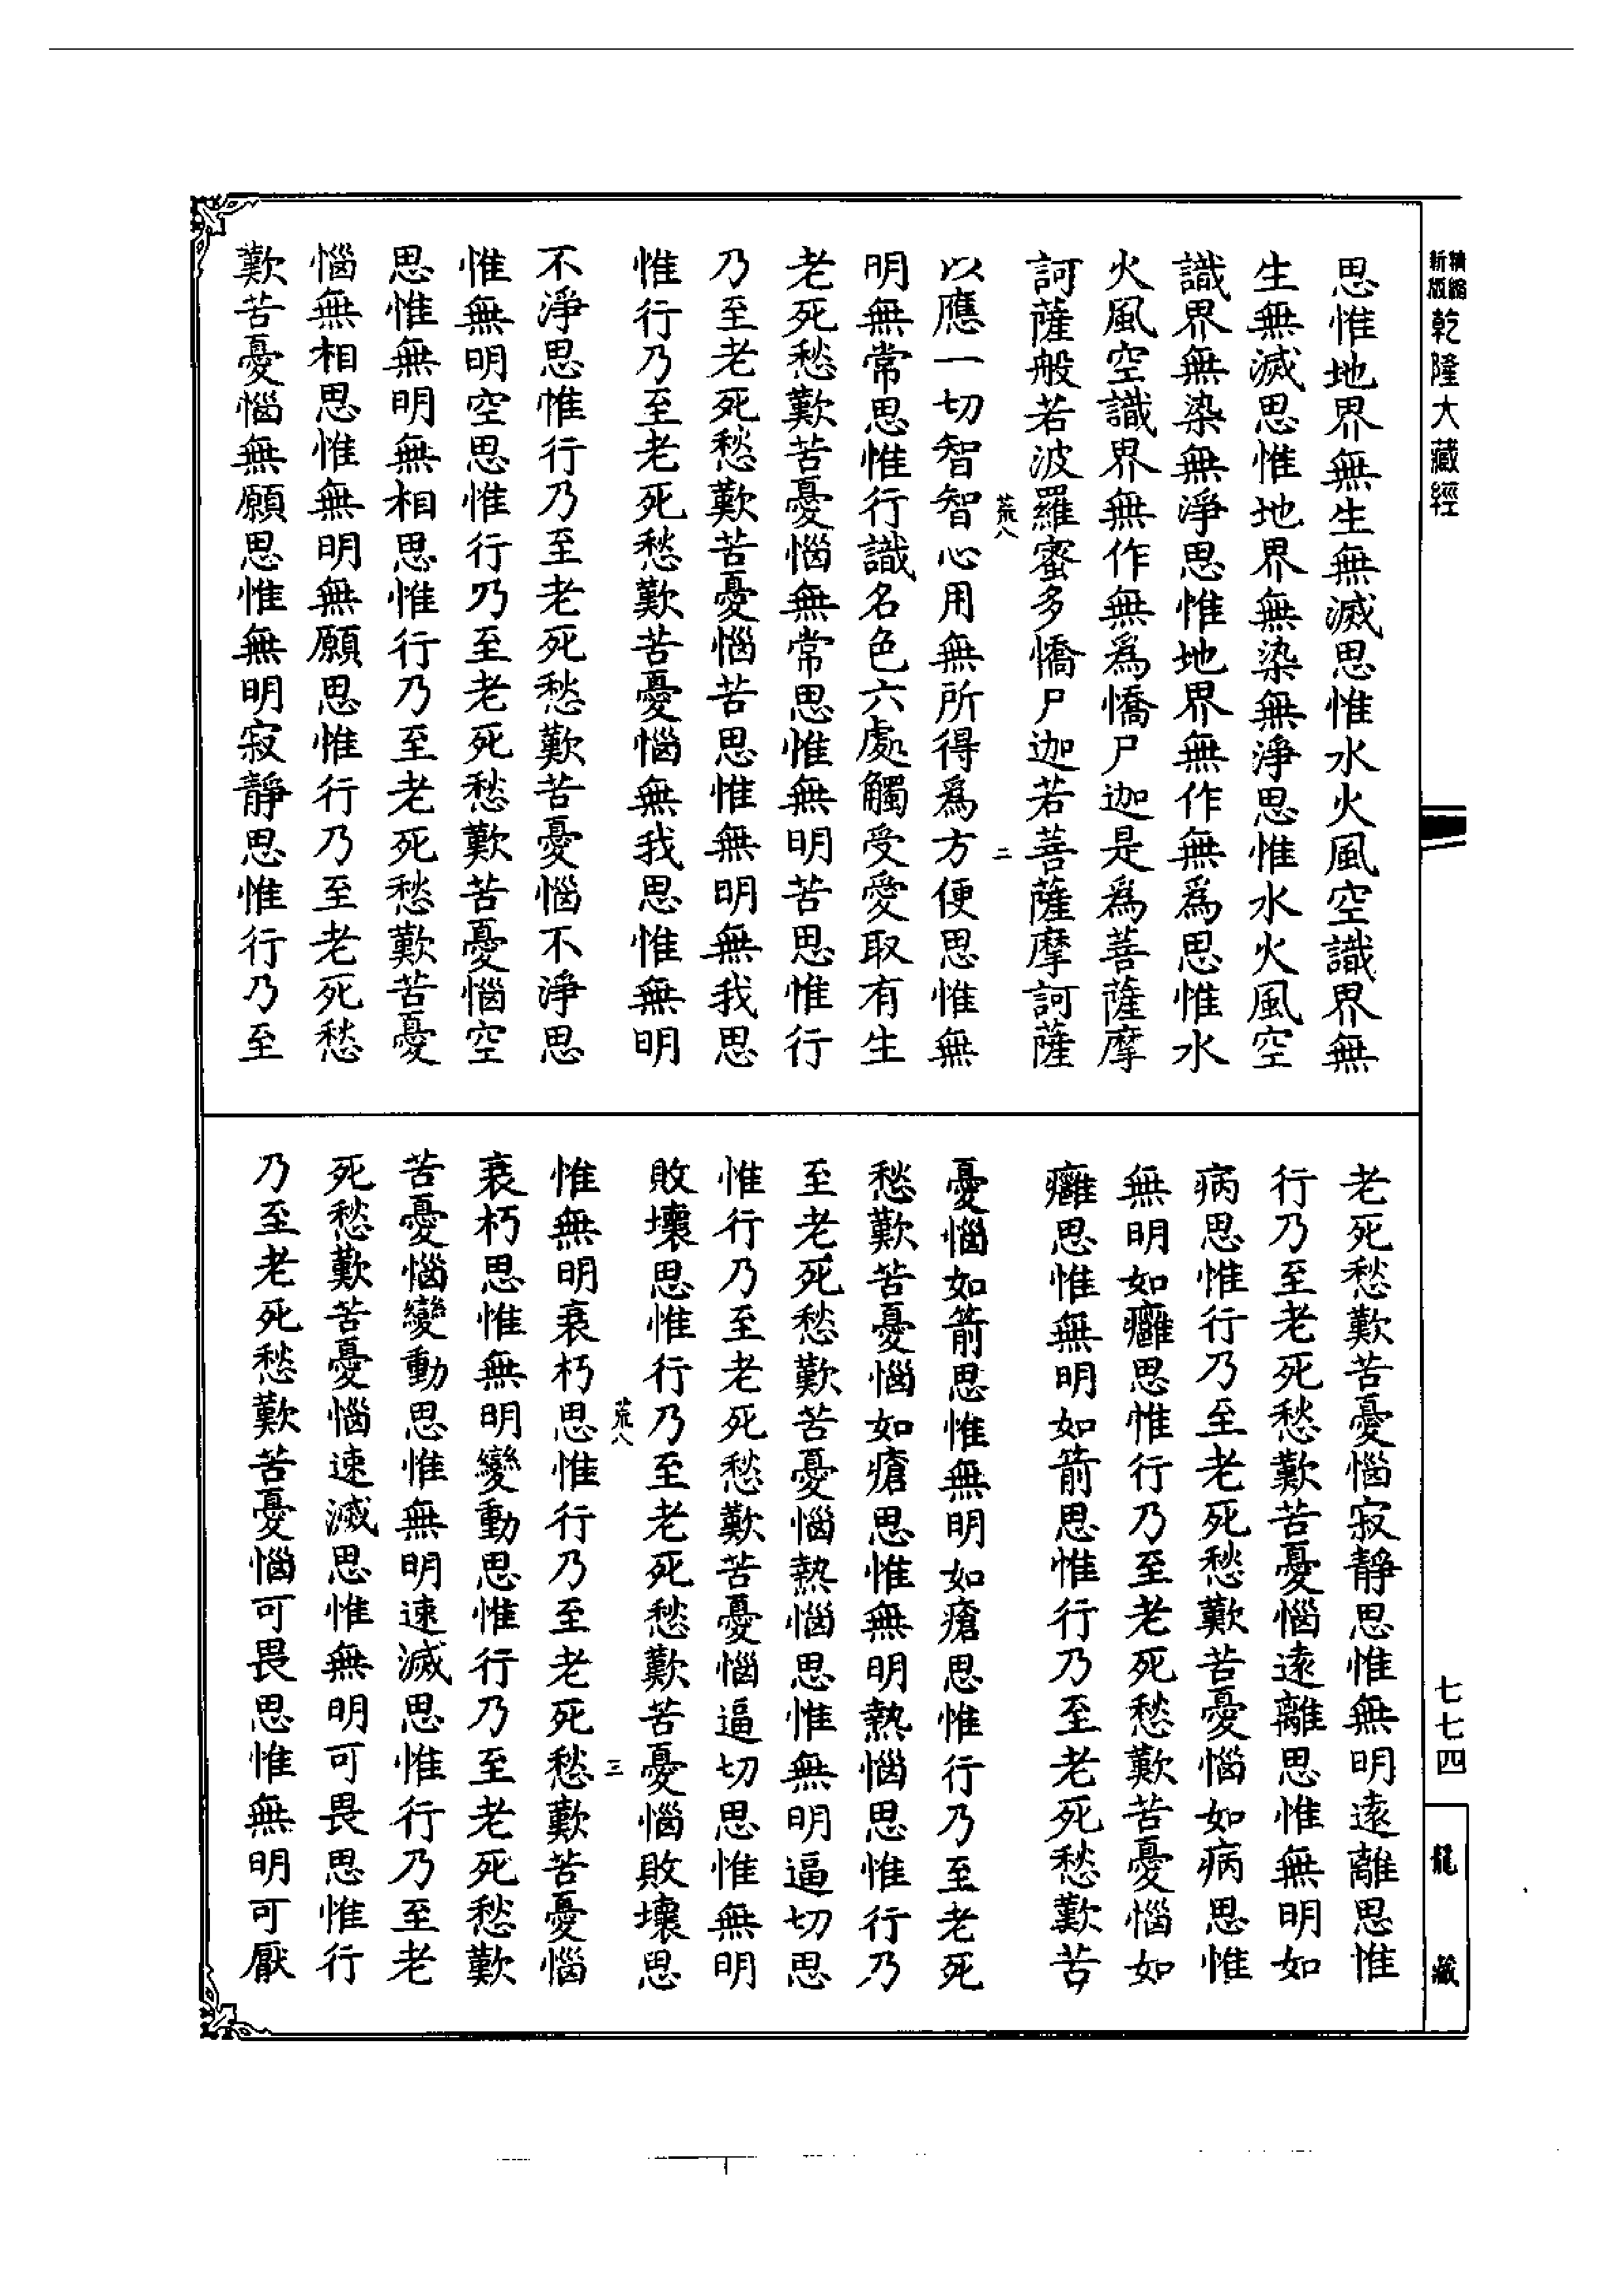 精縮
新版
乾隆大藏經
七七四
龍藏
思惟地界無生無滅思惟水火風空識界無
生無滅思惟地界無染無淨思惟水火風空
識界無染無淨思惟地界無作無為思惟水
火風空識界無作無為憍尸迦是為菩薩摩
訶薩般若波羅蜜多憍尸迦若菩薩摩訶薩
荒八
二
以應一切智智心用無所得為方便思惟無
明無常思惟行識名色六處觸受愛取有生
老死愁歎苦憂惱無常思惟無明苦思惟行
乃至老死愁歎苦憂惱苦思惟無明無我思
惟行乃至老死愁歎苦憂惱無我思惟無明
不淨思惟行乃至老死愁歎苦憂惱不淨思
惟無明空思惟行乃至老死愁歎苦憂惱空
思惟無明無相思惟行乃至老死愁歎苦憂
惱無相思惟無明無願思惟行乃至老死愁
歎苦憂惱無願思惟無明寂靜思惟行乃至
老死愁歎苦憂惱寂靜思惟無明遠離思惟
行乃至老死愁歎苦憂惱遠離思惟無明如
病思惟行乃至老死愁歎苦憂惱如病思惟
無明如癰思惟行乃至老死愁歎苦憂惱如
癰思惟無明如箭思惟行乃至老死愁歎苦
憂惱如箭思惟無明如瘡思惟行乃至老死
愁歎苦憂惱如瘡思惟無明熱惱思惟行乃
至老死愁歎苦憂惱熱惱思惟無明逼切思
惟行乃至老死愁歎苦憂惱逼切思惟無明
敗壞思惟行乃至老死愁歎苦憂惱敗壞思
荒八
三
惟無明衰朽思惟行乃至老死愁歎苦憂惱
衰朽思惟無明變動思惟行乃至老死愁歎
苦憂惱變動思惟無明速滅思惟行乃至老
死愁歎苦憂惱速滅思惟無明可畏思惟行
乃至老死愁歎苦憂惱可畏思惟無明可厭